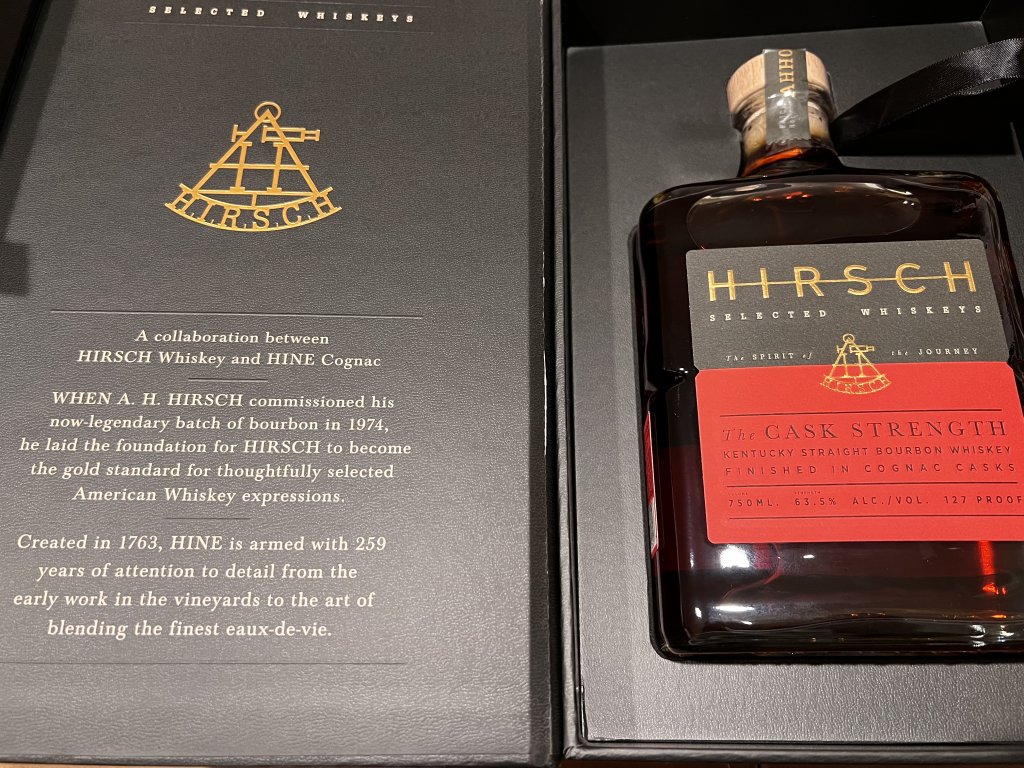 SELECTED WHISKEYS
H.I.R.S.C.H
A collaboration between
HIRSCH Whiskey and HINE Cognac
WHEN A. H. HIRSCH commissioned his
now-legendary batch of bourbon in 1974,
he laid the foundation for HIRSCH to become
the gold standard for thoughtfully selected
American Whiskey expressions.
Created in 1763, HINE is armed with 259
years of attention to detail from the
early work in the vineyards to the art of
blending the finest eaux-de-vie.
HIRSCH
SELECTED WHISKEYS
The SPIRIT of the JOURNEY
H.I.R.S.C.H
The CASK STRENGTH
KENTUCKY STRAIGHT BOURBON WHISKEY
FINISHED IN COGNAC CASKS
750ML. 63.5% ALC./VOL. 127 PROOF